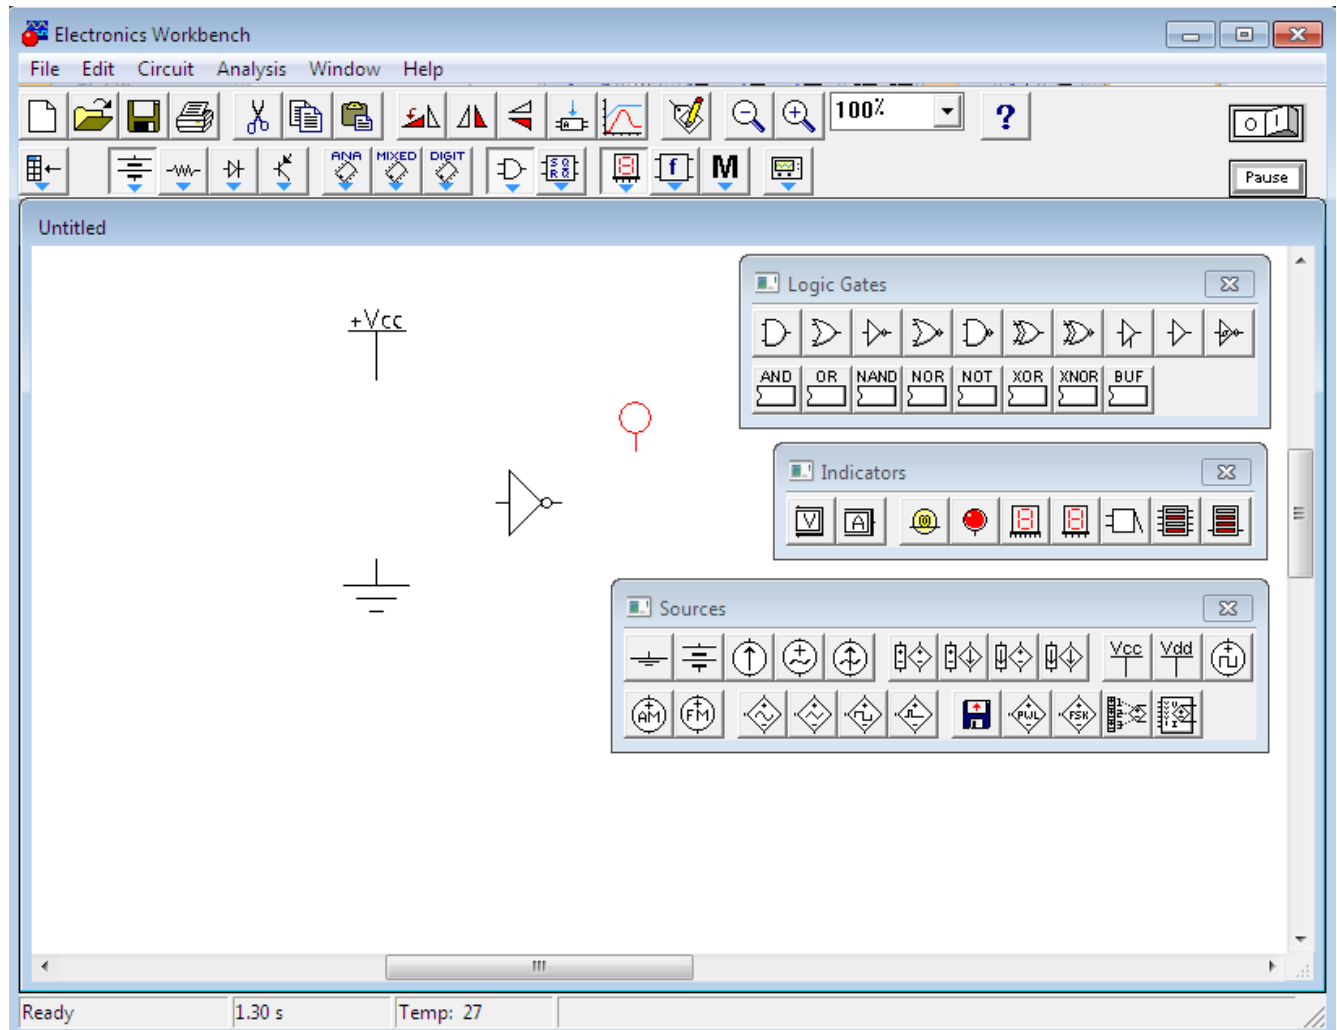 Electronics Workbench
File Edit Circuit Analysis Window Help
100% ?
0 1
ANA MIXED DIGIT
S Q R Q
f M
Pause
Untitled
Logic Gates
+Vcc
AND OR NAND NOR NOT XOR XNOR BUF
Indicators
V A
Sources
Vcc Vdd
AM FM PWL FSK
Ready 1.30 s Temp: 27